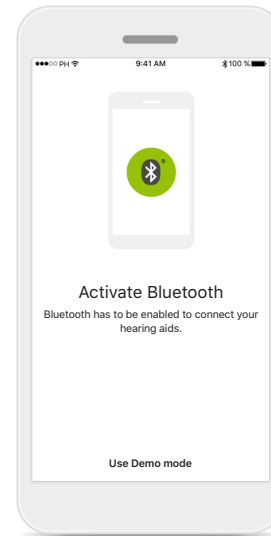 ●●●○○ PH 9:41 AM 100 %
Activate Bluetooth
Bluetooth has to be enabled to connect your
hearing aids.
Use Demo mode